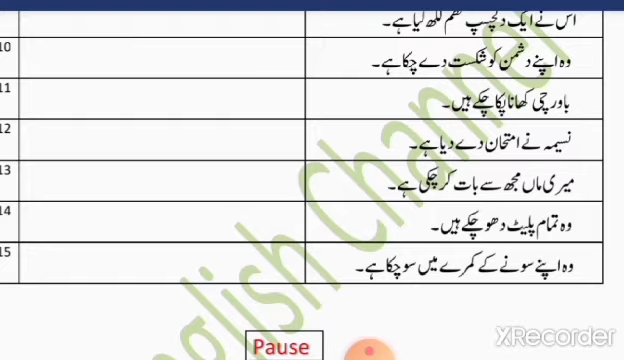 اس نے ایک دلچسپ نظم لکھ لیا ہے۔
10 وہ اپنے دشمن کو شکست دے چکا ہے۔
11 باورچی کھانا پکا چکے ہیں۔
12 نسیمہ نے امتحان دے دیا ہے۔
13 میری ماں مجھ سے بات کر چکی ہے۔
14 وہ تمام پلیٹ دھو چکے ہیں۔
15 وہ اپنے سونے کے کمرے میں سو چکا ہے۔
English Channel
Pause
XRecorder